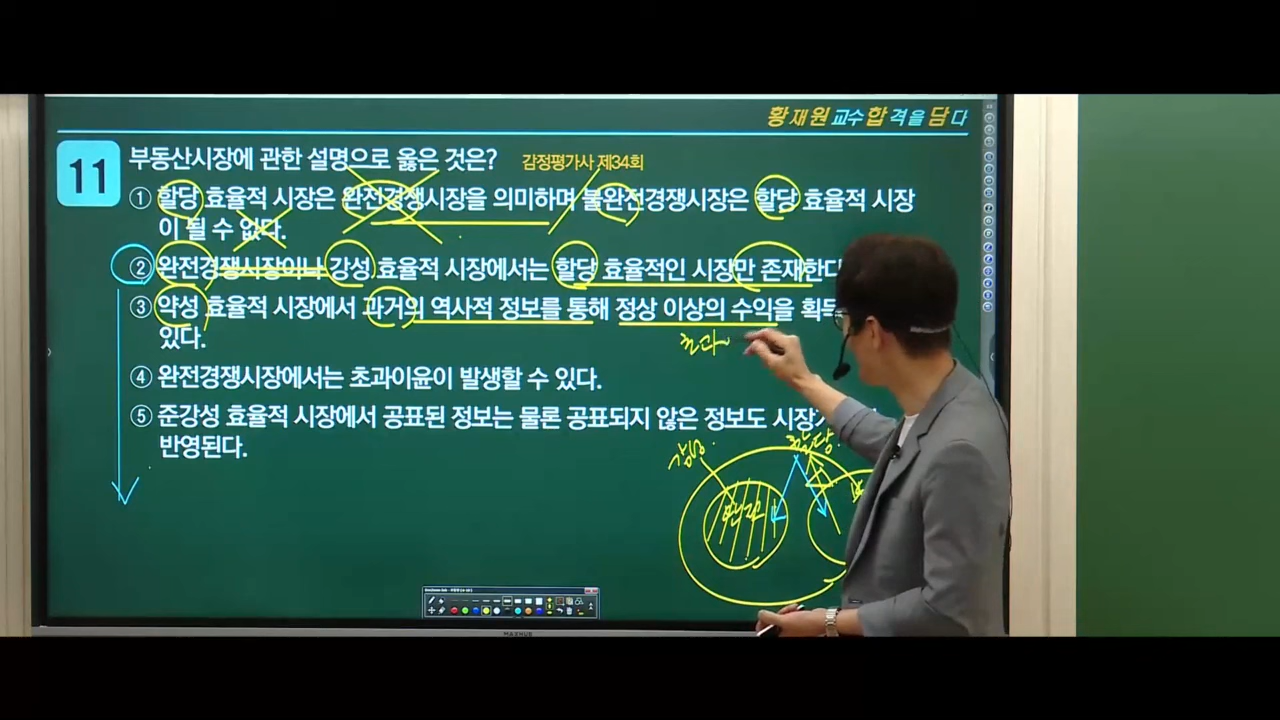 황재원 교수 합격을 담다
11 부동산시장에 관한 설명으로 옳은 것은? 감정평가사 제34회
① 할당 효율적 시장은 완전경쟁시장을 의미하며 불완전경쟁시장은 할당 효율적 시장
이 될 수 없다.
② 완전경쟁시장이나 강성 효율적 시장에서는 할당 효율적인 시장만 존재한다
③ 약성 효율적 시장에서 과거의 역사적 정보를 통해 정상 이상의 수익을 획득
있다.
초과
④ 완전경쟁시장에서는 초과이윤이 발생할 수 있다.
⑤ 준강성 효율적 시장에서 공표된 정보는 물론 공표되지 않은 정보도 시장가
반영된다.
할당
강성
완전
MAXHUB